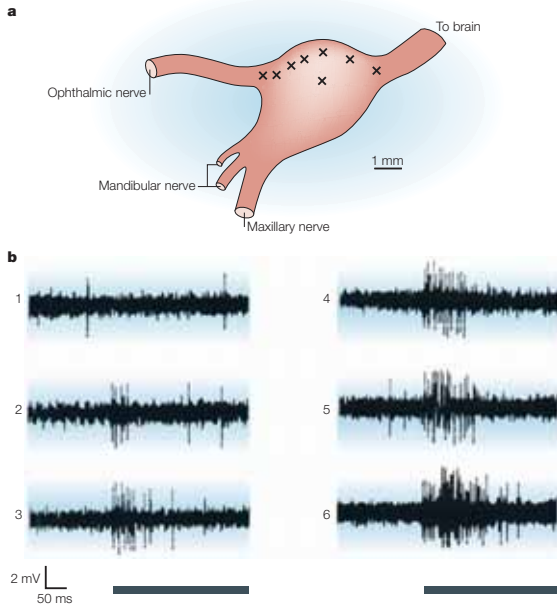 a
To brain
Ophthalmic nerve
1 mm
Mandibular nerve
Maxillary nerve
b
1
4
2
5
3
6
2 mV
50 ms